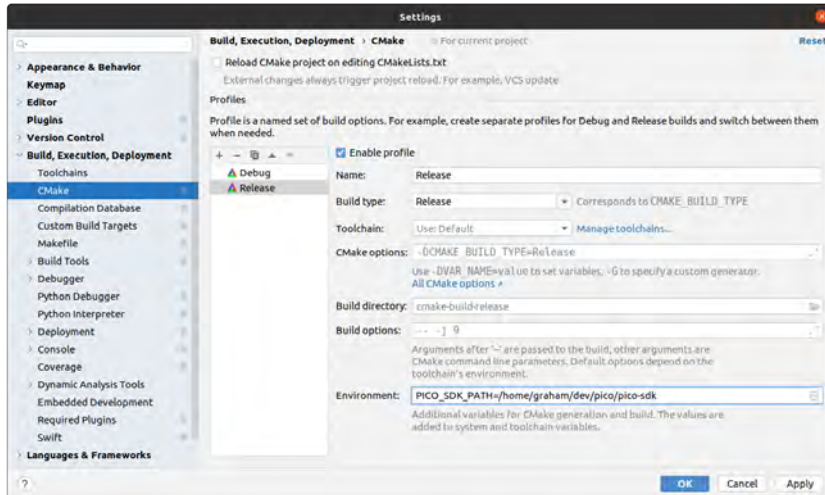 Settings
Build, Execution, Deployment › CMake
For current project
Reset
Reload CMake project on editing CMakeLists.txt
External changes always trigger project reload. For example, VCS update
Profiles
Profile is a named set of build options. For example, create separate profiles for Debug and Release builds and switch between them
when needed.
Appearance & Behavior
Keymap
Editor
Plugins
Version Control
Build, Execution, Deployment
Toolchains
CMake
Compilation Database
Custom Build Targets
Makefile
Build Tools
Debugger
Python Debugger
Python Interpreter
Deployment
Console
Coverage
Dynamic Analysis Tools
Embedded Development
Required Plugins
Swift
Languages & Frameworks
Debug
Release
Enable profile
Name: Release
Build type: Release Corresponds to CMAKE_BUILD_TYPE
Toolchain: Use: Default Manage toolchains...
CMake options: -DCMAKE_BUILD_TYPE=Release
Use -DVAR_NAME=value to set variables, -G to specify a custom generator.
All CMake options ↗
Build directory: cmake-build-release
Build options: -- -j 9
Arguments after '--' are passed to the build, other arguments are
CMake command line parameters. Default options depend on the
toolchain's environment.
Environment: PICO_SDK_PATH=/home/graham/dev/pico/pico-sdk
Additional variables for CMake generation and build. The values are
added to system and toolchain variables.
? OK Cancel Apply